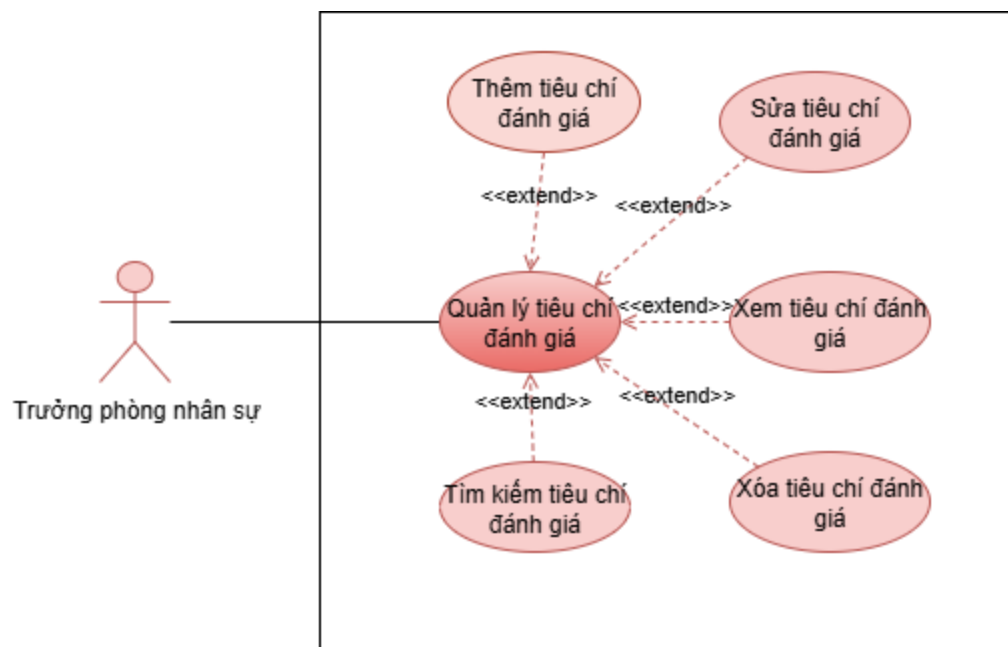 Thêm tiêu chí
đánh giá
Sửa tiêu chí
đánh giá
<<extend>>
<<extend>>
Quản lý tiêu chí
đánh giá
<<extend>>
Xem tiêu chí đánh
giá
Trưởng phòng nhân sự
<<extend>>
<<extend>>
Tìm kiếm tiêu chí
đánh giá
Xóa tiêu chí đánh
giá